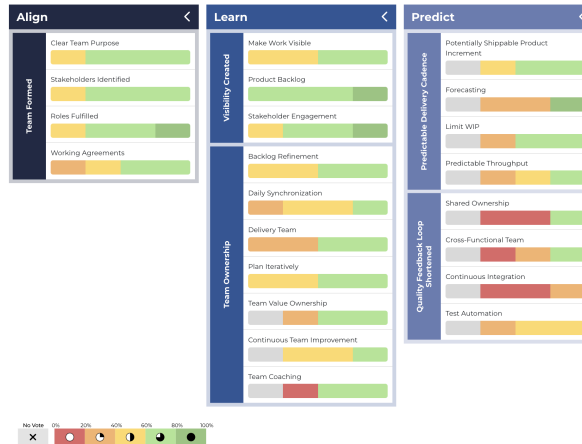 Align
Team Formed
Clear Team Purpose
Stakeholders Identified
Roles Fulfilled
Working Agreements
Learn
Visibility Created
Make Work Visible
Product Backlog
Stakeholder Engagement
Team Ownership
Backlog Refinement
Daily Synchronization
Delivery Team
Plan Iteratively
Team Value Ownership
Continuous Team Improvement
Team Coaching
Predict
Predictable Delivery Cadence
Potentially Shippable Product
Increment
Forecasting
Limit WIP
Predictable Throughput
Quality Feedback Loop
Shortened
Shared Ownership
Cross-Functional Team
Continuous Integration
Test Automation
No Vote 0% 20% 40% 60% 80% 100%